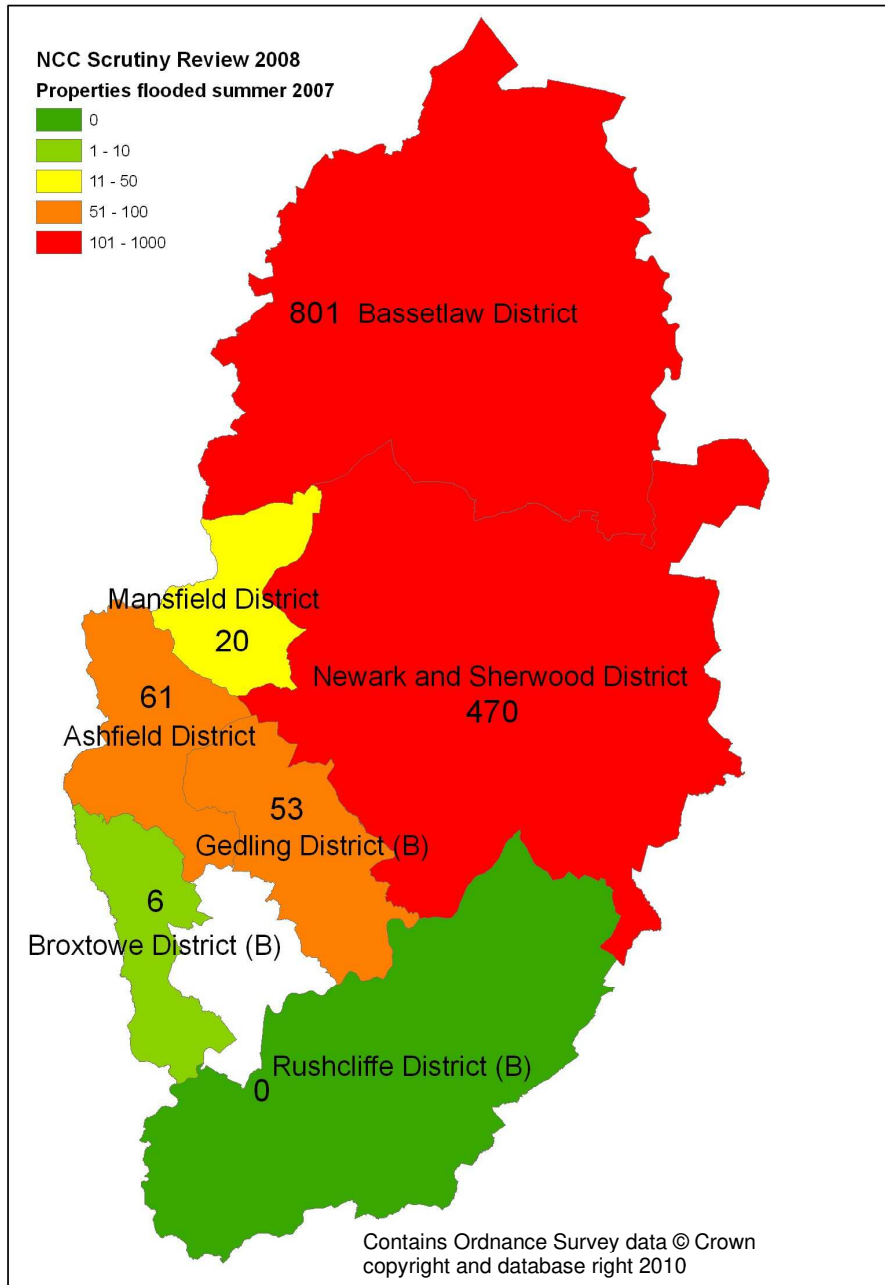 NCC Scrutiny Review 2008
Properties flooded summer 2007
0
1 - 10
11 - 50
51 - 100
101 - 1000
801 Bassetlaw District
Mansfield District
20
Newark and Sherwood District
470
61
Ashfield District
53
Gedling District (B)
6
Broxtowe District (B)
Rushcliffe District (B)
0
Contains Ordnance Survey data © Crown
copyright and database right 2010